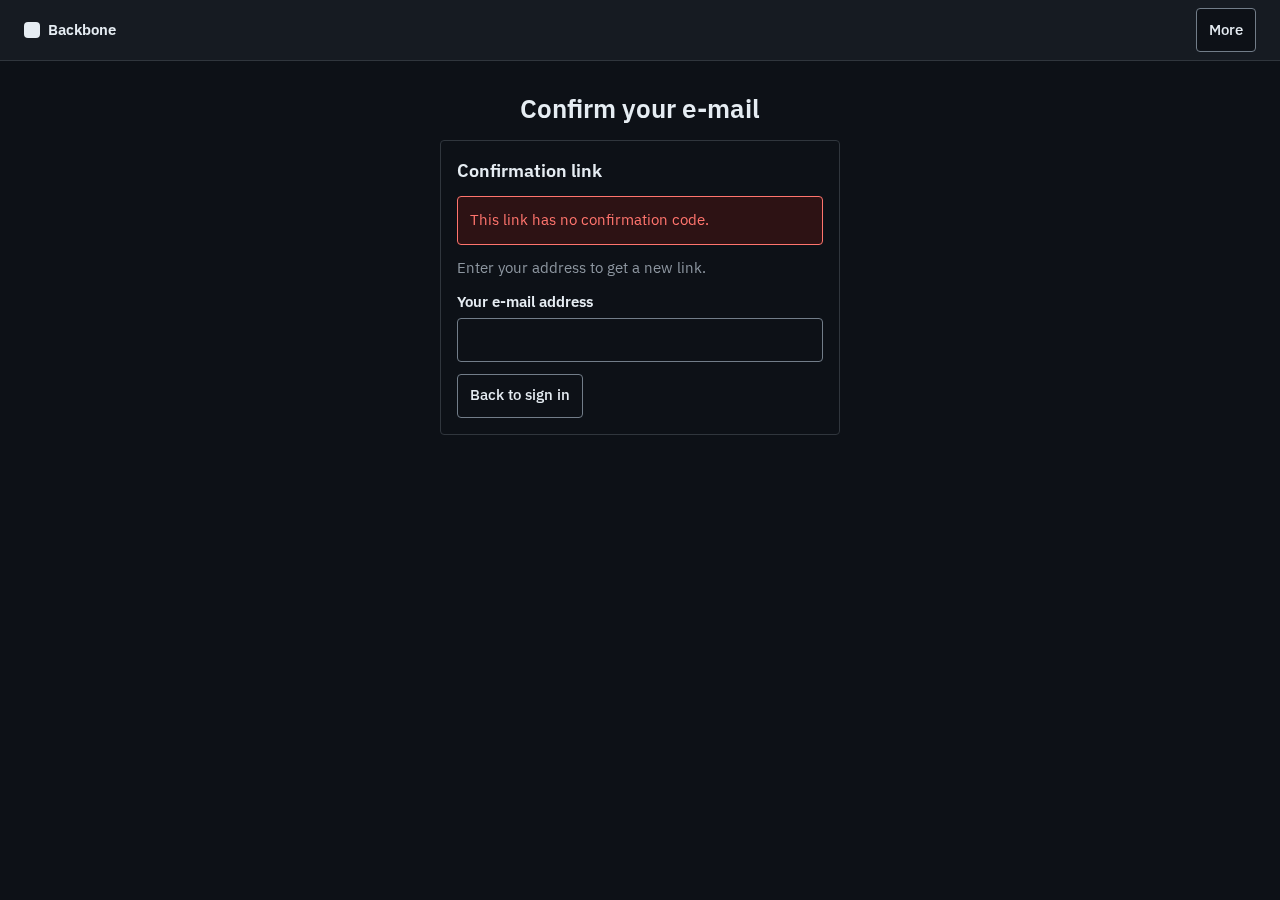 Backbone
More
Confirm your e-mail
Confirmation link
This link has no confirmation code.
Enter your address to get a new link.
Your e-mail address
Back to sign in